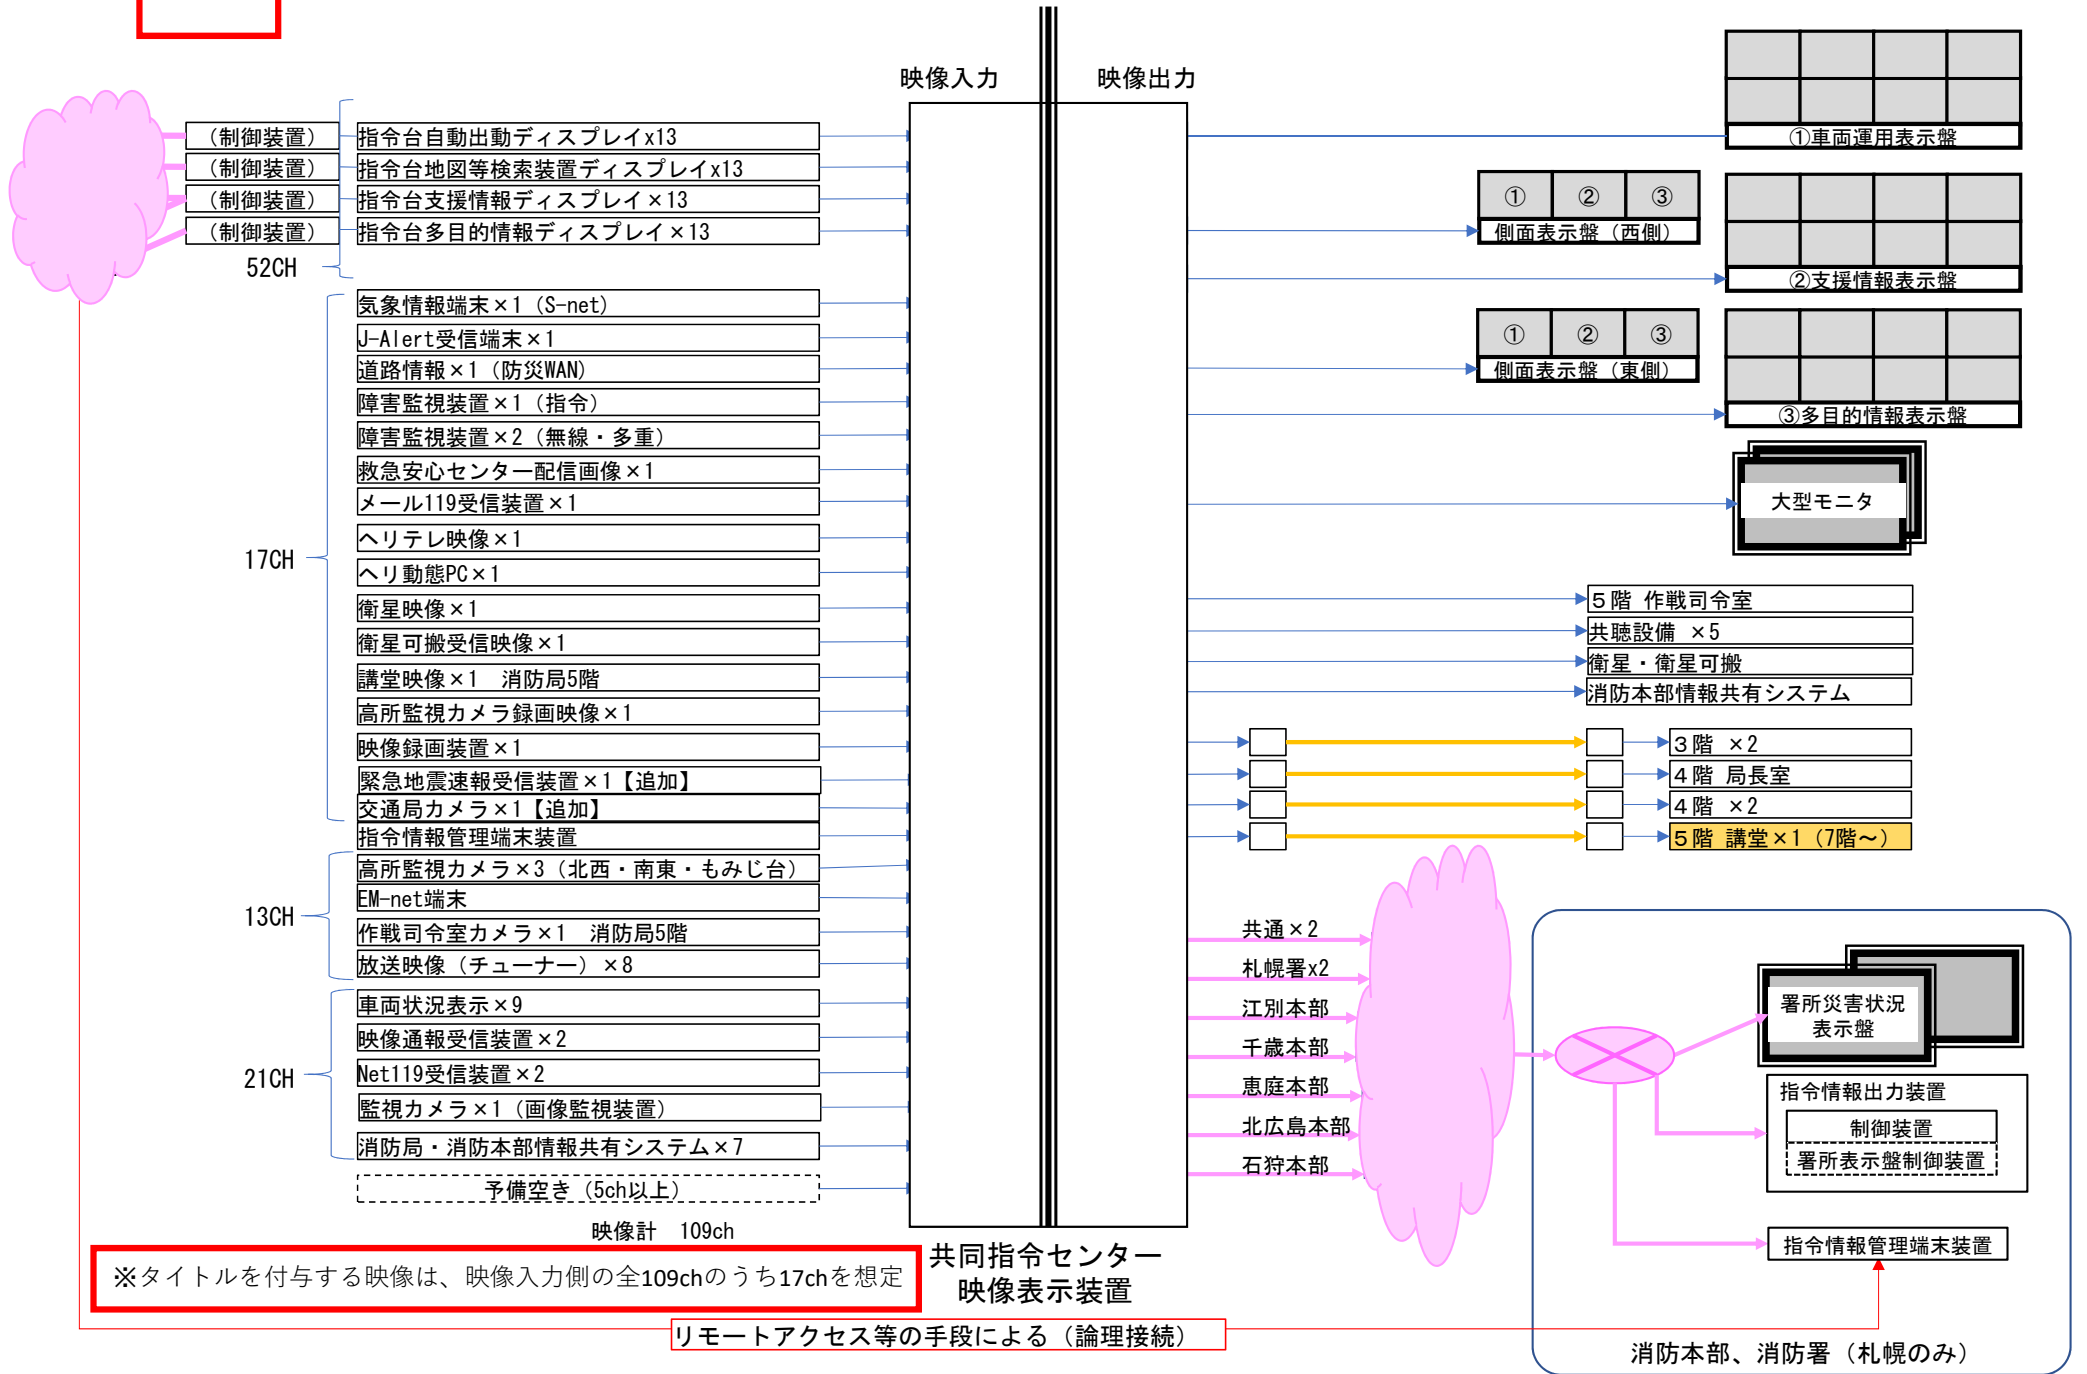 映像入力
映像出力
(制御装置)
指令台自動出動ディスプレイx13
(制御装置)
指令台地図等検索装置ディスプレイx13
(制御装置)
指令台支援情報ディスプレイ×13
(制御装置)
指令台多目的情報ディスプレイ×13
52CH
気象情報端末×1（S-net）
J-Alert受信端末×1
道路情報×1（防災WAN）
障害監視装置×1（指令）
障害監視装置×2（無線・多重）
救急安心センター配信画像×1
メール119受信装置×1
ヘリテレ映像×1
17CH
ヘリ動態PC×1
衛星映像×1
衛星可搬受信映像×1
講堂映像×1　消防局5階
高所監視カメラ録画映像×1
映像録画装置×1
緊急地震速報受信装置×1【追加】
交通局カメラ×1【追加】
指令情報管理端末装置
高所監視カメラ×3（北西・南東・もみじ台）
EM-net端末
13CH
作戦司令室カメラ×1　消防局5階
放送映像（チューナー）×8
車両状況表示×9
映像通報受信装置×2
Net119受信装置×2
21CH
監視カメラ×1（画像監視装置）
消防局・消防本部情報共有システム×7
予備空き（5ch以上）
映像計　109ch
※タイトルを付与する映像は、映像入力側の全109chのうち17chを想定
共同指令センター
映像表示装置
リモートアクセス等の手段による（論理接続）
①車両運用表示盤
① ② ③
側面表示盤（西側）
②支援情報表示盤
① ② ③
側面表示盤（東側）
③多目的情報表示盤
大型モニタ
５階 作戦司令室
共聴設備 ×5
衛星・衛星可搬
消防本部情報共有システム
３階 ×2
４階 局長室
４階 ×2
５階 講堂×1（7階～）
共通×2
札幌署x2
江別本部
千歳本部
恵庭本部
北広島本部
石狩本部
署所災害状況
表示盤
指令情報出力装置
制御装置
署所表示盤制御装置
指令情報管理端末装置
消防本部、消防署（札幌のみ）